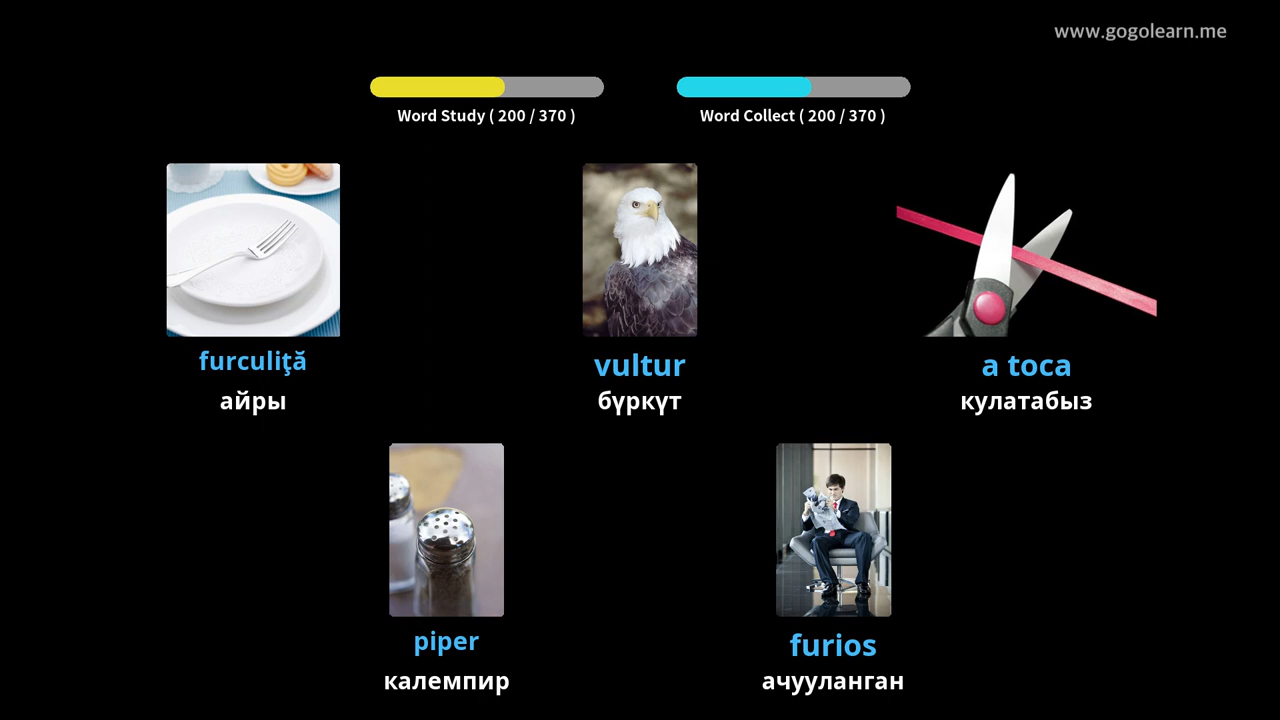 www.gogolearn.me
Word Study ( 200 / 370 )
Word Collect ( 200 / 370 )
furculiţă
айры
vultur
бүркүт
a toca
кулатабыз
piper
калемпир
furios
ачууланган